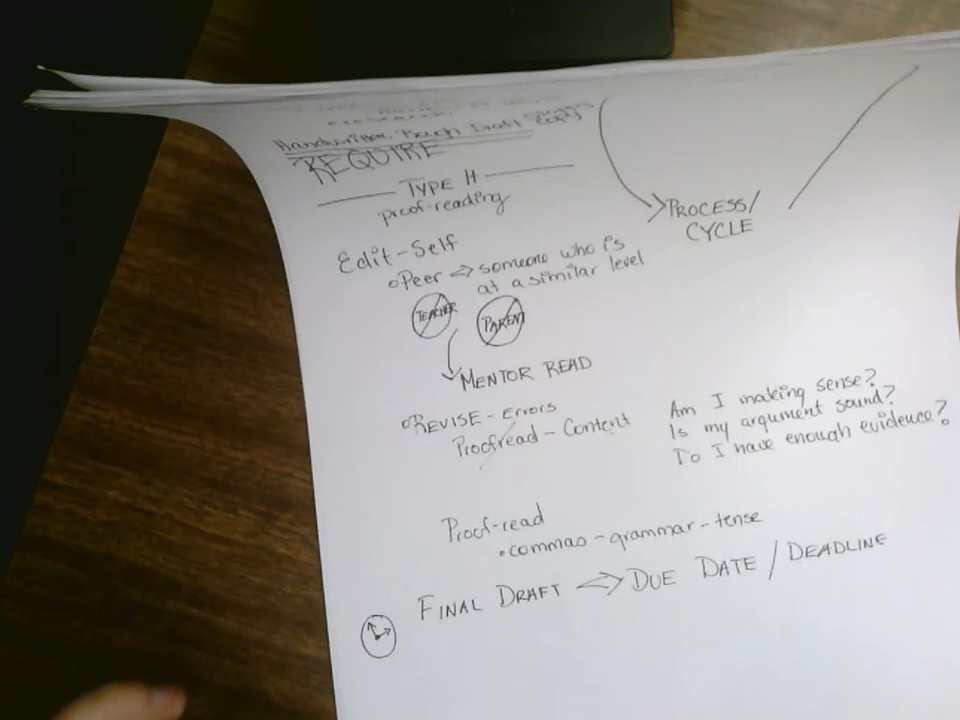 Handwritten Rough Draft
REQUIRE
TYPE H
proof-reading
PROCESS/
CYCLE
Edit-Self
Peer ⇔ someone who is
at a similar level
TEACHER
PARENT
MENTOR READ
REVISE - Errors
Proofread - Content
Am I making sense?
Is my argument sound?
Do I have enough evidence?
Proof-read
• commas - grammar - tense
FINAL DRAFT ⇔ DUE DATE / DEADLINE